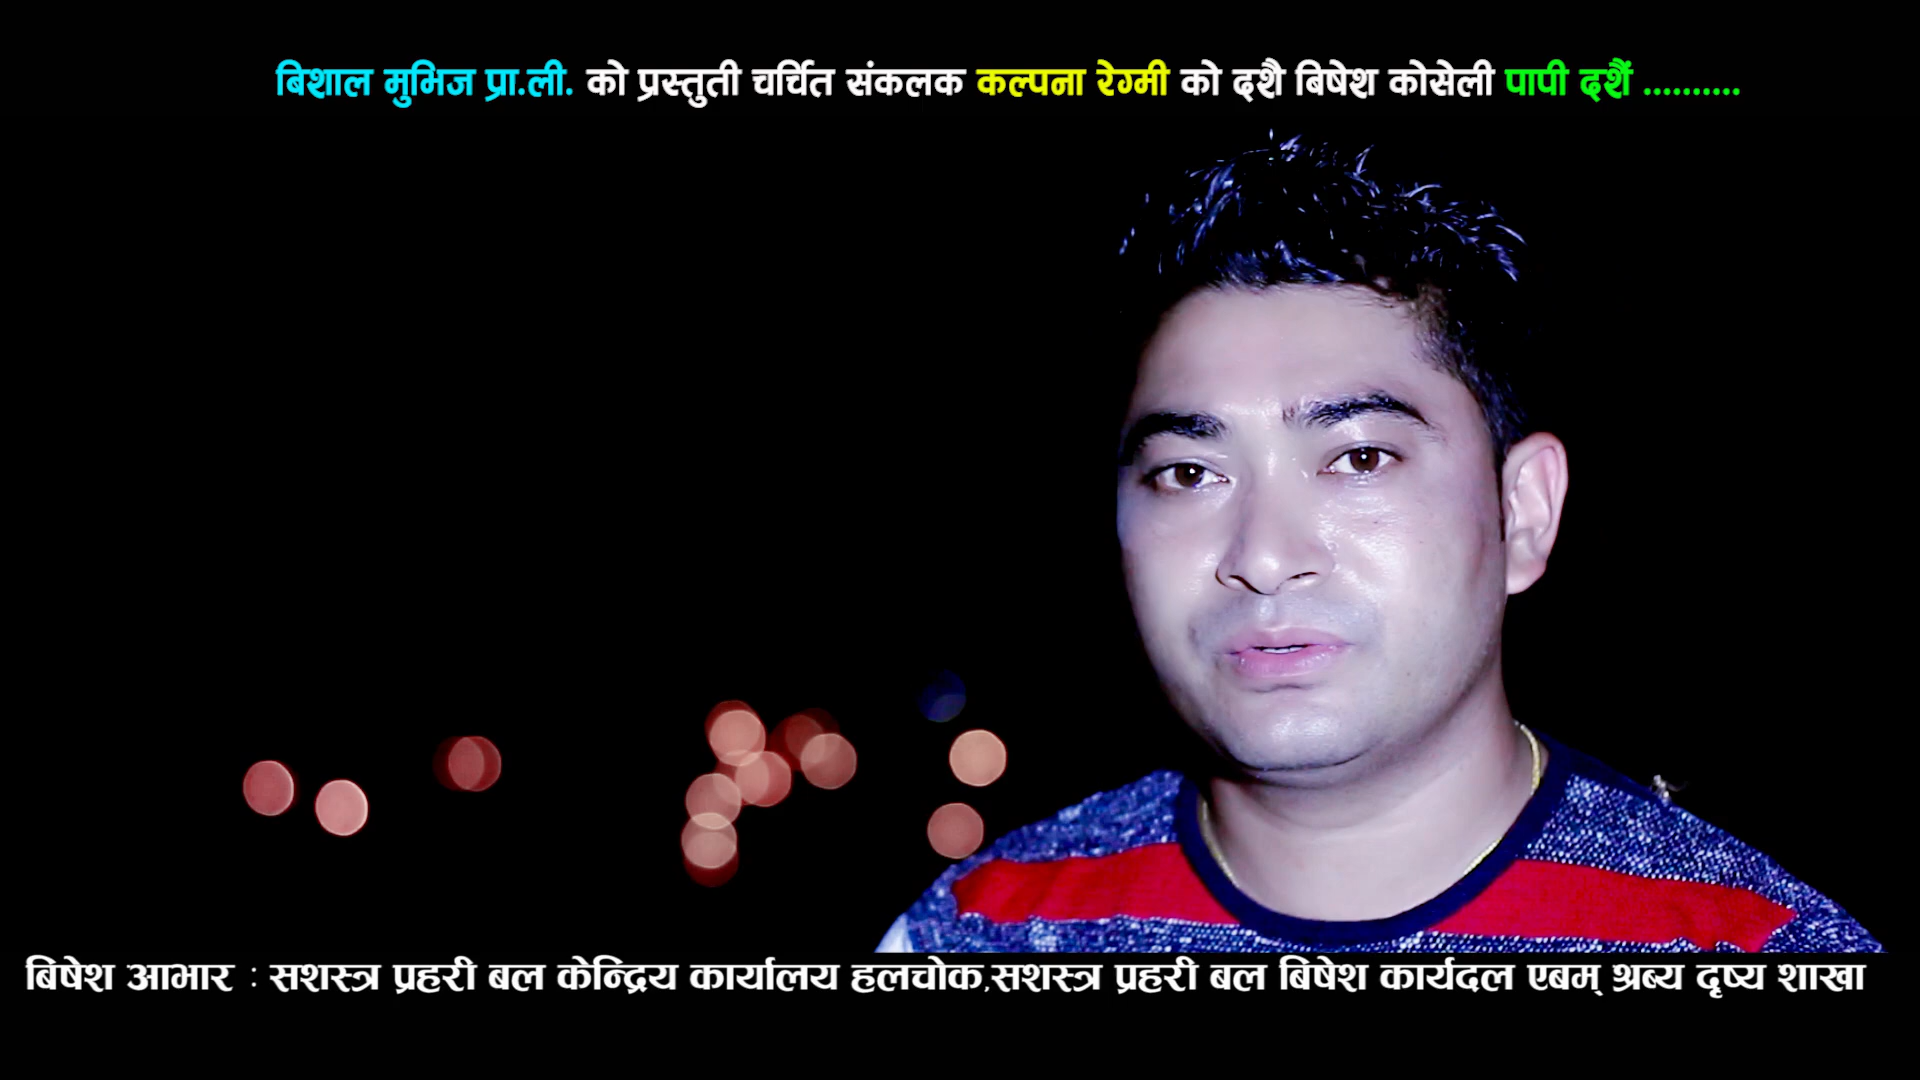 बिशाल मुभिज प्रा.ली. को प्रस्तुती चर्चित संकलक कल्पना रेग्मी को दशै बिषेश कोसेली पापी दशैं ..........
बिषेश आभार : सशस्त्र प्रहरी बल केन्द्रिय कार्यालय हलचोक,सशस्त्र प्रहरी बल बिषेश कार्यदल एबम् श्रब्य दृष्य शाखा